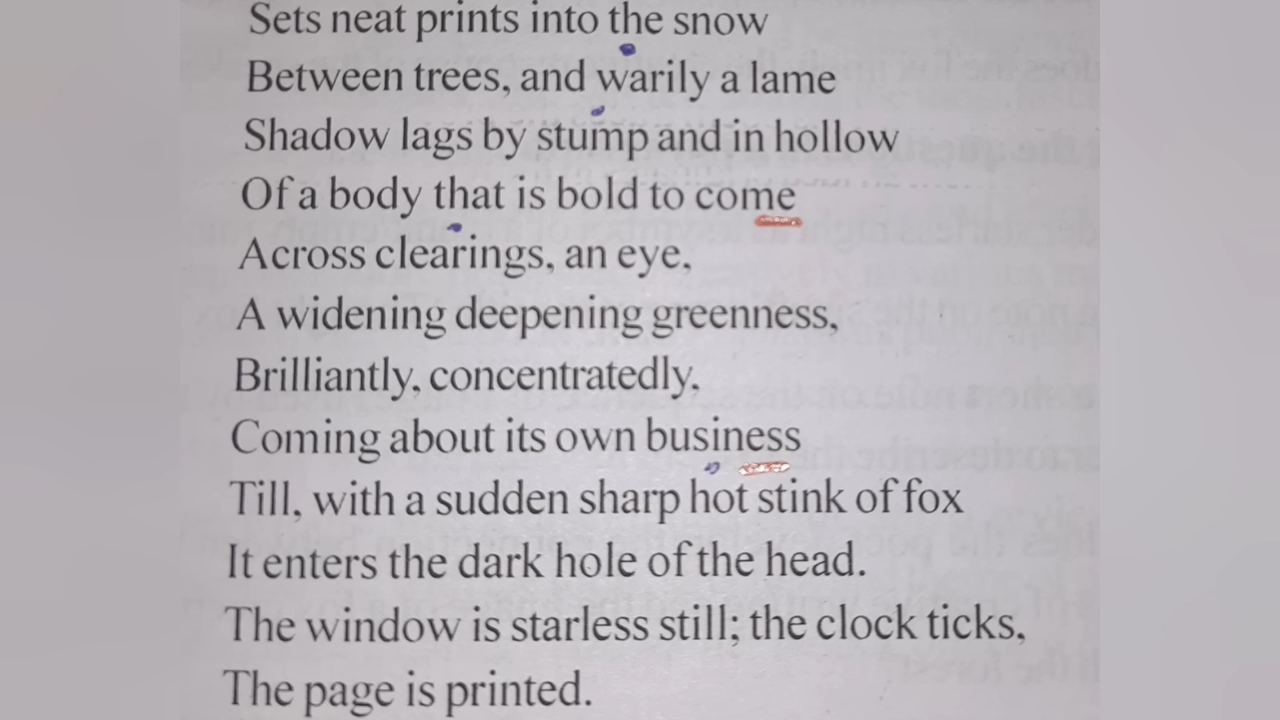 Sets neat prints into the snow
Between trees, and warily a lame
Shadow lags by stump and in hollow
Of a body that is bold to come
Across clearings, an eye,
A widening deepening greenness,
Brilliantly, concentratedly,
Coming about its own business
Till, with a sudden sharp hot stink of fox
It enters the dark hole of the head.
The window is starless still; the clock ticks,
The page is printed.